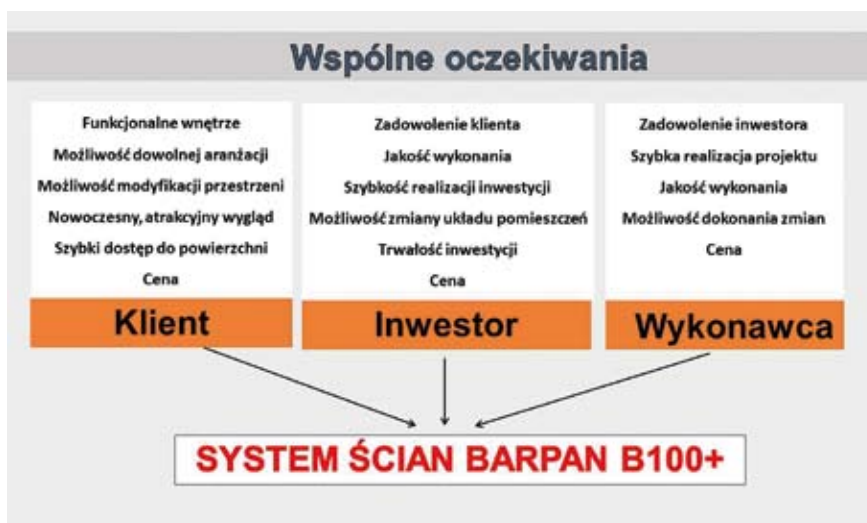 Wspólne oczekiwania
Funkcjonalne wnętrze
Możliwość dowolnej aranżacji
Możliwość modyfikacji przestrzeni
Nowoczesny, atrakcyjny wygląd
Szybki dostęp do powierzchni
Cena
Klient
Zadowolenie klienta
Jakość wykonania
Szybkość realizacji inwestycji
Możliwość zmiany układu pomieszczeń
Trwałość inwestycji
Cena
Inwestor
Zadowolenie inwestora
Szybka realizacja projektu
Jakość wykonania
Możliwość dokonania zmian
Cena
Wykonawca
SYSTEM ŚCIAN BARPAN B100+